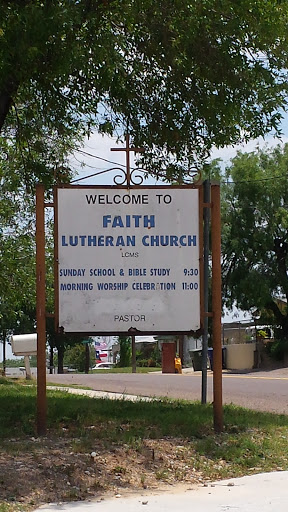 WELCOME TO
FAITH
LUTHERAN CHURCH
LCMS
SUNDAY SCHOOL & BIBLE STUDY 9:30
MORNING WORSHIP CELEBRATION 11:00
PASTOR